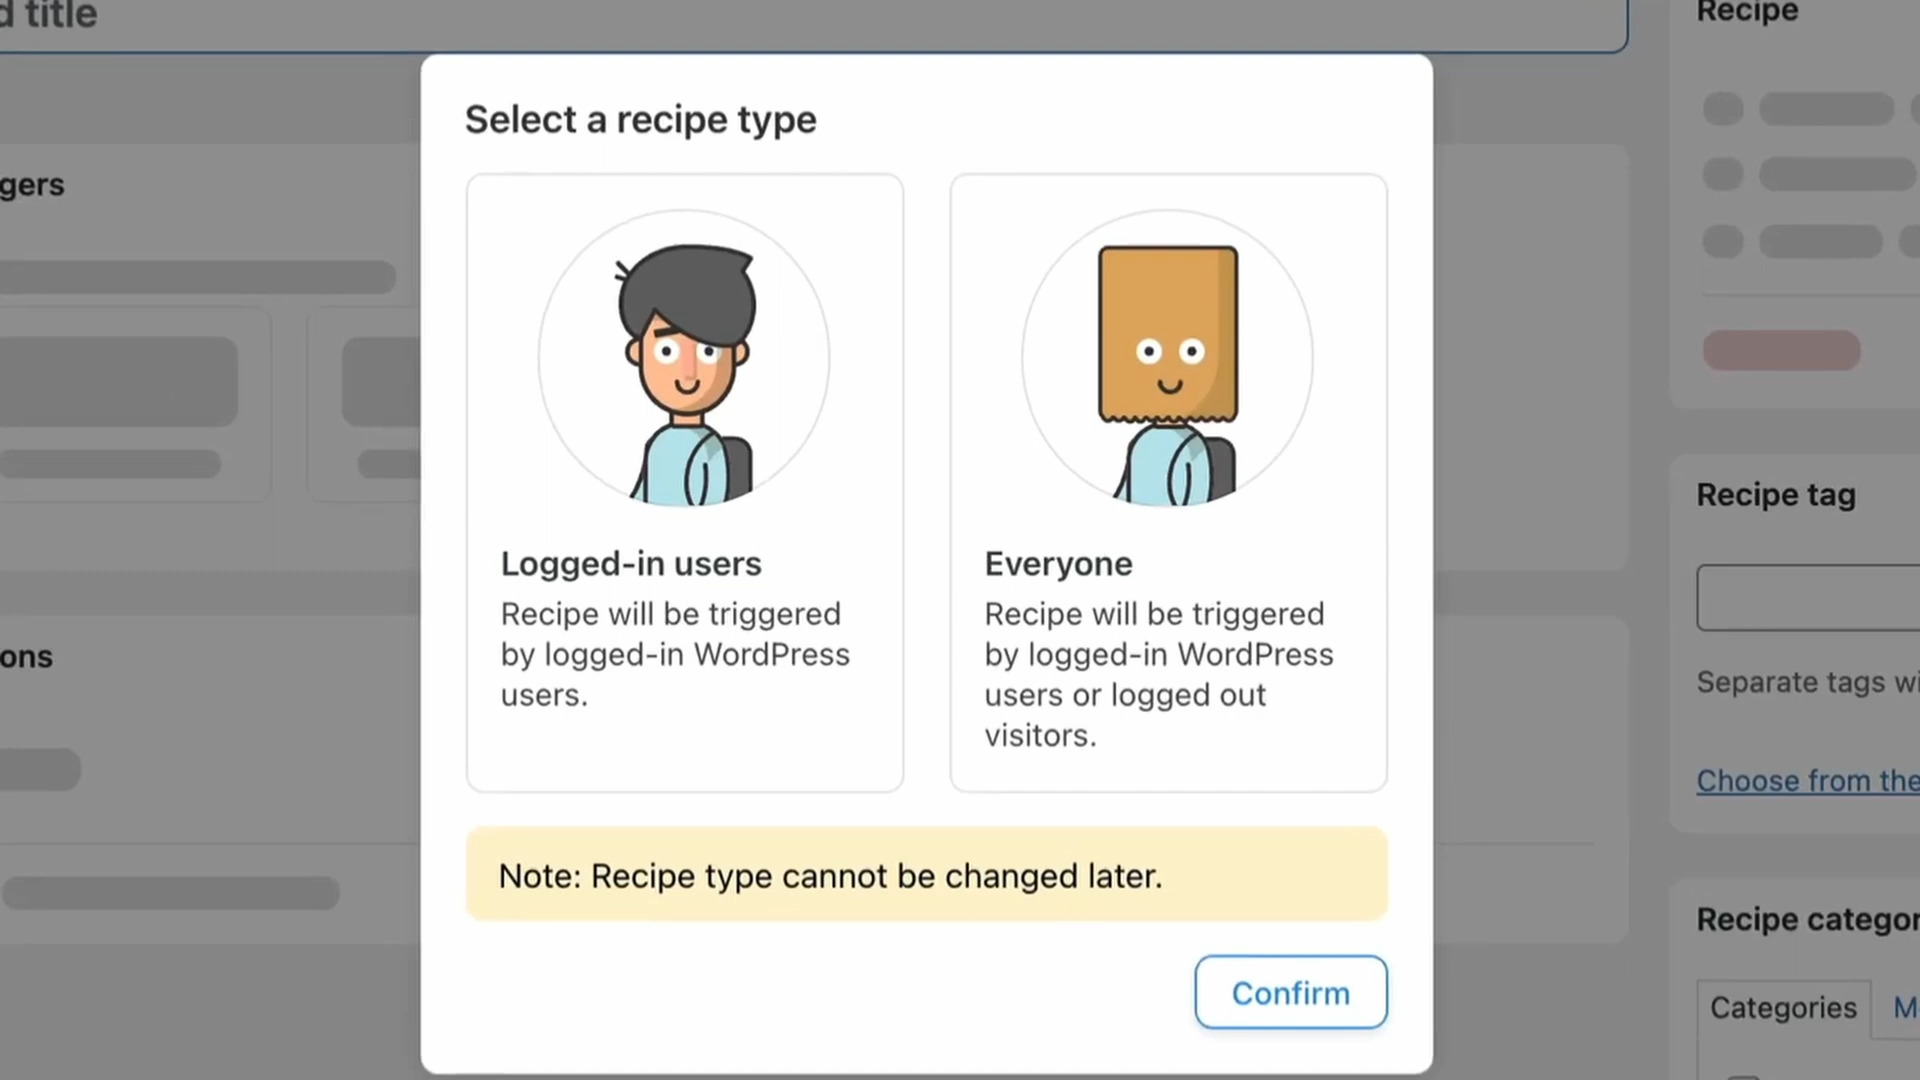 title
Recipe
Select a recipe type
gers
Logged-in users
Recipe will be triggered
by logged-in WordPress
users.
Everyone
Recipe will be triggered
by logged-in WordPress
users or logged out
visitors.
Recipe tag
ons
Separate tags wi
Choose from the
Note: Recipe type cannot be changed later.
Recipe categor
Confirm
Categories
M